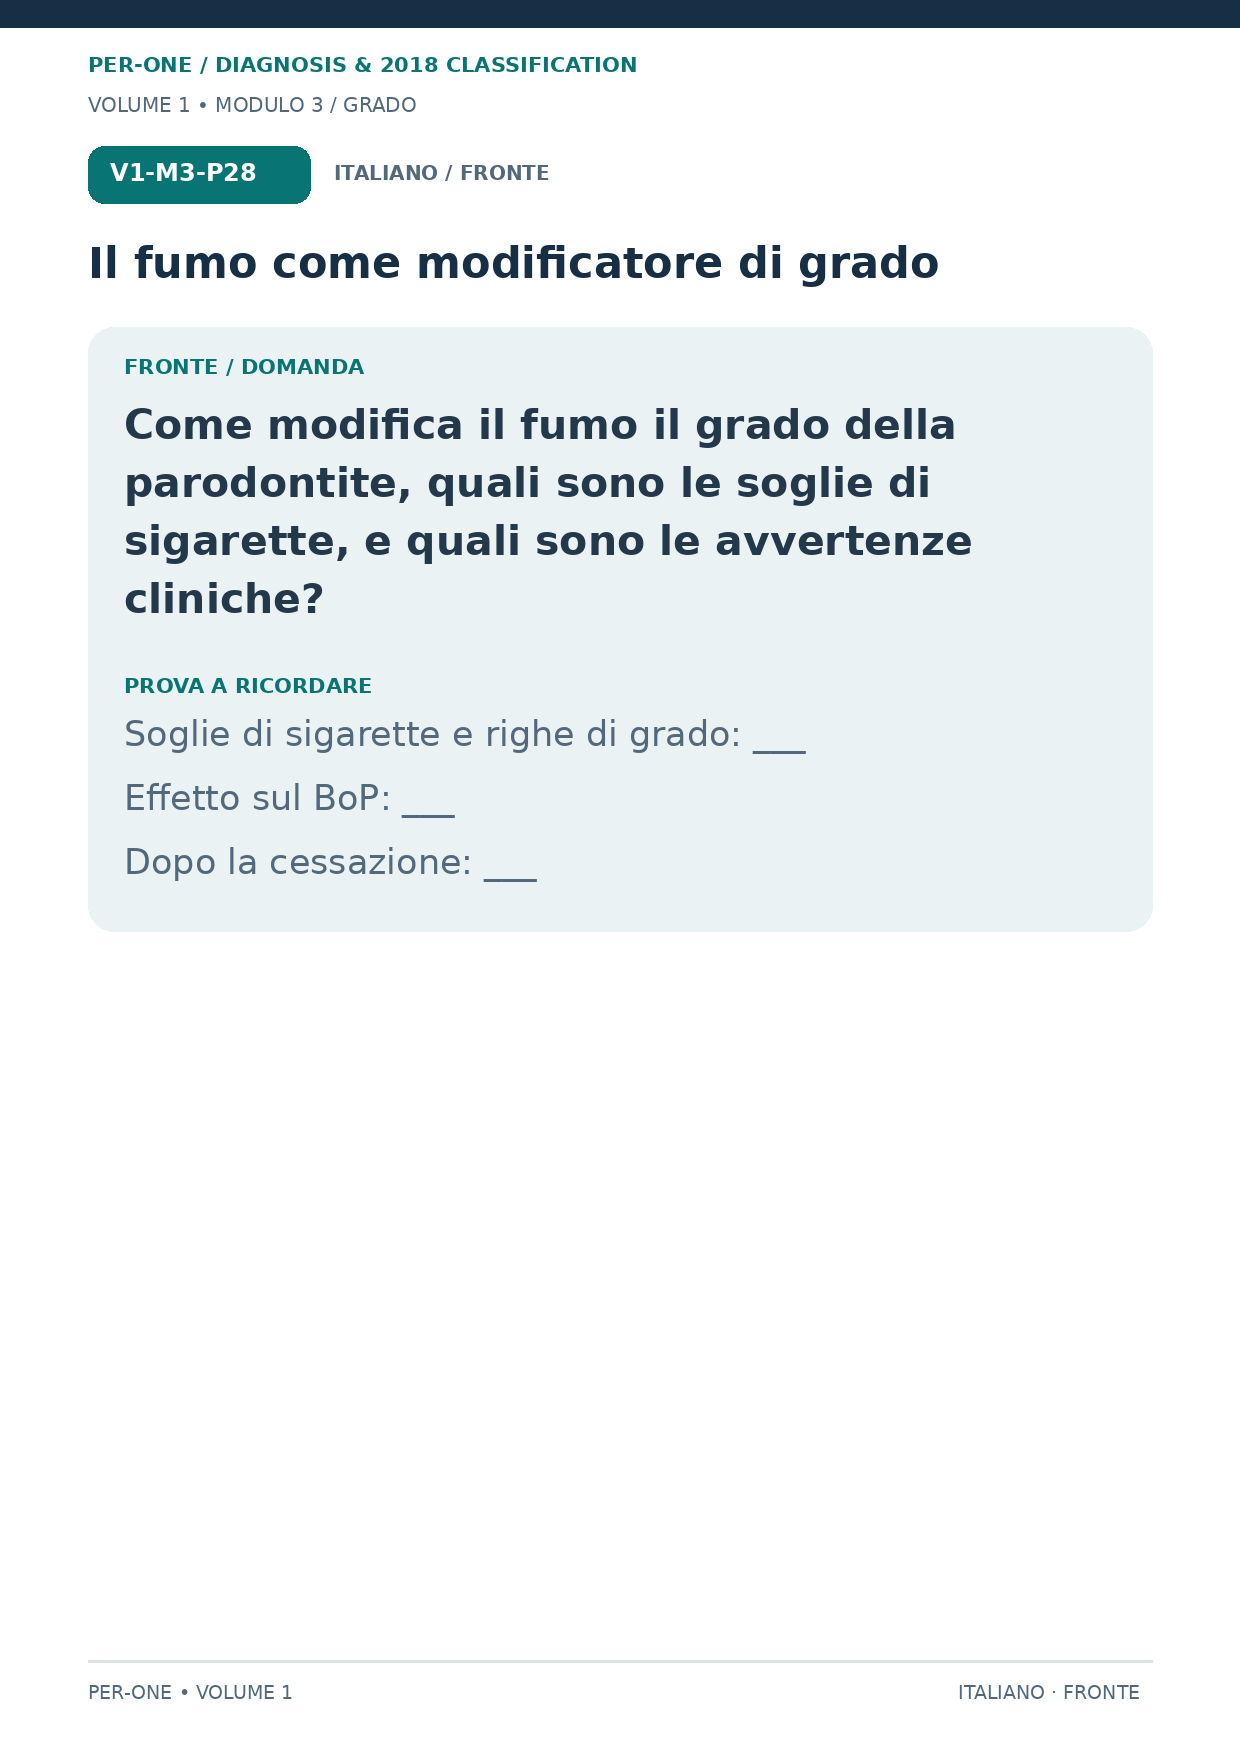 PER-ONE / DIAGNOSIS & 2018 CLASSIFICATION
VOLUME 1 • MODULO 3 / GRADO
V1-M3-P28
ITALIANO / FRONTE
Il fumo come modificatore di grado
FRONTE / DOMANDA
Come modifica il fumo il grado della
parodontite, quali sono le soglie di
sigarette, e quali sono le avvertenze
cliniche?
PROVA A RICORDARE
Soglie di sigarette e righe di grado: ___
Effetto sul BoP: ___
Dopo la cessazione: ___
PER-ONE • VOLUME 1
ITALIANO · FRONTE